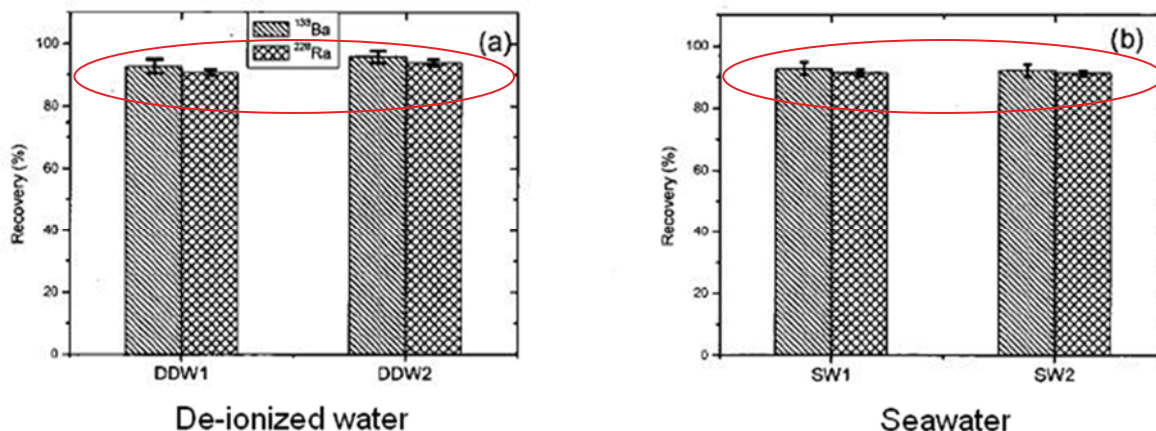 (a)
¹³³Ba
²²⁶Ra
Recovery (%)
100
80
60
40
20
0
DDW1 DDW2
De-ionized water
(b)
Recovery (%)
100
80
60
40
20
0
SW1 SW2
Seawater